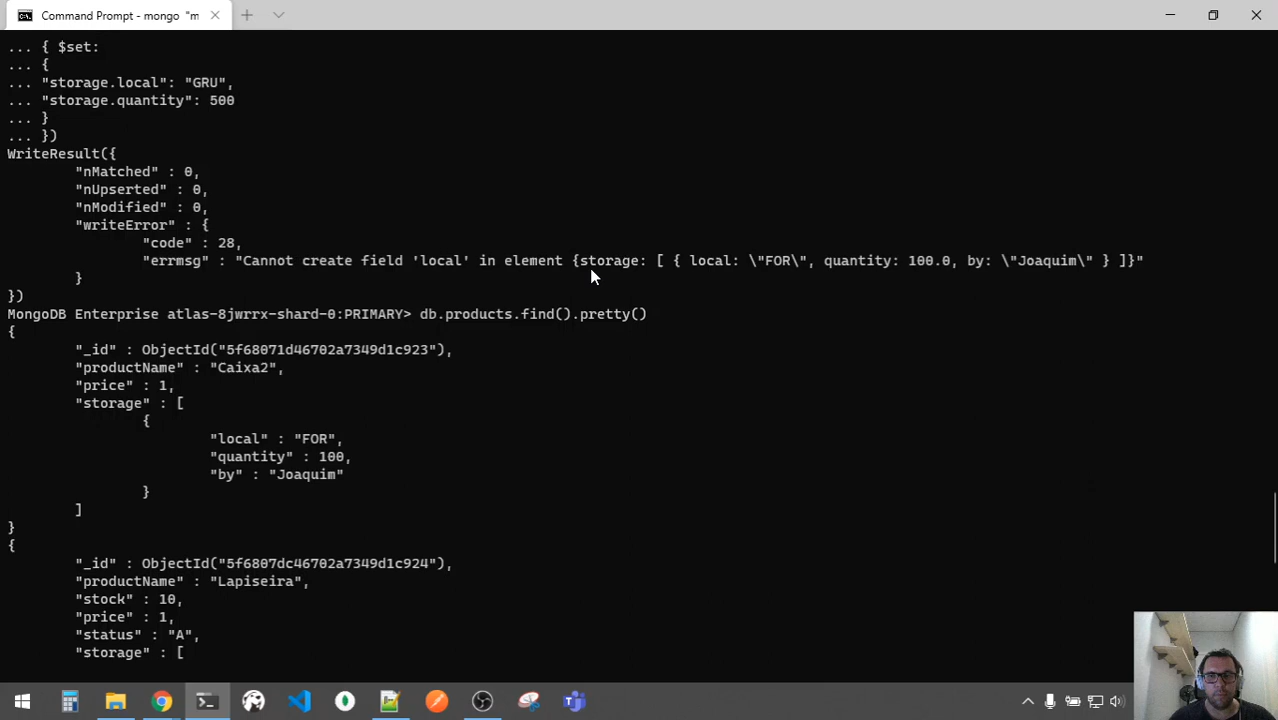 Command Prompt - mongo "m
... { $set:
... {
... "storage.local": "GRU",
... "storage.quantity": 500
... }
... })
WriteResult({
"nMatched" : 0,
"nUpserted" : 0,
"nModified" : 0,
"writeError" : {
"code" : 28,
"errmsg" : "Cannot create field 'local' in element {storage: [ { local: \"FOR\", quantity: 100.0, by: \"Joaquim\" } ]}"
}
})
MongoDB Enterprise atlas-8jwrrx-shard-0:PRIMARY> db.products.find().pretty()
{
"_id" : ObjectId("5f68071d46702a7349d1c923"),
"productName" : "Caixa2",
"price" : 1,
"storage" : [
{
"local" : "FOR",
"quantity" : 100,
"by" : "Joaquim"
}
]
}
{
"_id" : ObjectId("5f6807dc46702a7349d1c924"),
"productName" : "Lapiseira",
"stock" : 10,
"price" : 1,
"status" : "A",
"storage" : [